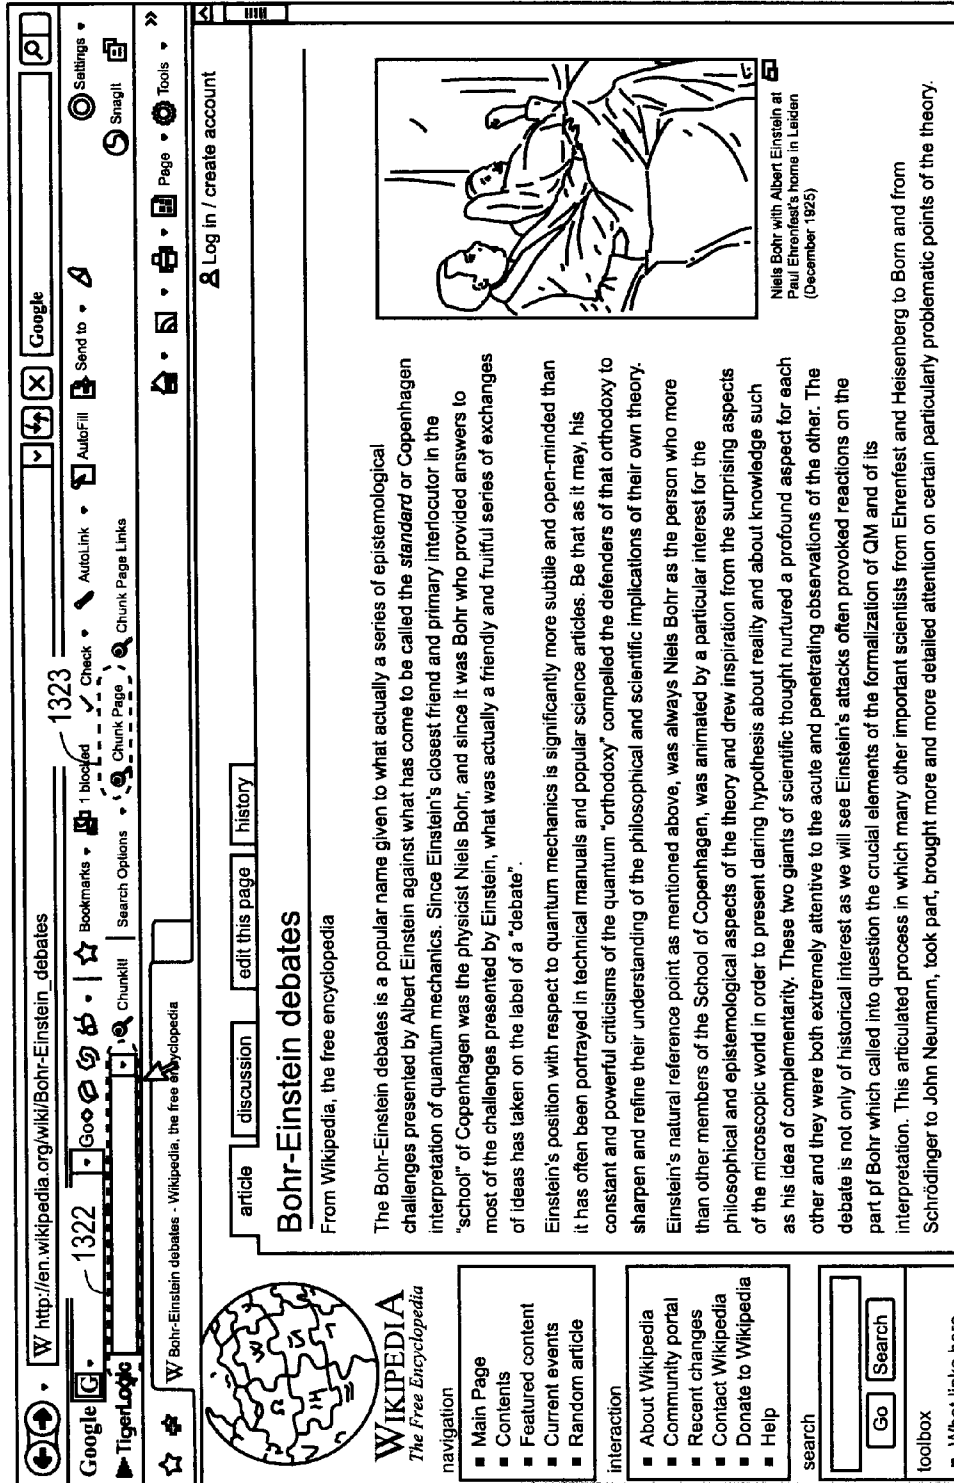 W http://en.wikipedia.org/wiki/Bohr-Einstein_debates
Google
Google
G
1322
Go
Bookmarks
1 blocked
1323
Check
AutoLink
AutoFill
Send to
Settings
TigerLogic
ChunkIt!
Search Options
Chunk Page
Chunk Page Links
SnagIt
W Bohr-Einstein debates - Wikipedia, the free encyclopedia
Page
Tools
»
Log in / create account
article
discussion
edit this page
history
WIKIPEDIA
The Free Encyclopedia
navigation
■ Main Page
■ Contents
■ Featured content
■ Current events
■ Random article
interaction
■ About Wikipedia
■ Community portal
■ Recent changes
■ Contact Wikipedia
■ Donate to Wikipedia
■ Help
search
Go
Search
toolbox
■ What links here
Bohr-Einstein debates
From Wikipedia, the free encyclopedia
The Bohr-Einstein debates is a popular name given to what actually a series of epistemological
challenges presented by Albert Einstein against what has come to be called the standard or Copenhagen
interpretation of quantum mechanics. Since Einstein's closest friend and primary interlocutor in the
"school" of Copenhagen was the physicist Niels Bohr, and since it was Bohr who provided answers to
most of the challenges presented by Einstein, what was actually a friendly and fruitful series of exchanges
of ideas has taken on the label of a "debate".
Einstein's position with respect to quantum mechanics is significantly more subtile and open-minded than
it has often been portrayed in technical manuals and popular science articles. Be that as it may, his
constant and powerful criticisms of the quantum "orthodoxy" compelled the defenders of that orthodoxy to
sharpen and refine their understanding of the philosophical and scientific implications of their own theory.
Einstein's natural reference point as mentioned above, was always Niels Bohr as the person who more
than other members of the School of Copenhagen, was animated by a particular interest for the
philosophical and epistemological aspects of the theory and drew inspiration from the surprising aspects
of the microscopic world in order to present daring hypothesis about reality and about knowledge such
as his idea of complementarity. These two giants of scientific thought nurtured a profound aspect for each
other and they were both extremely attentive to the acute and penetrating observations of the other. The
debate is not only of historical interest as we will see Einstein's attacks often provoked reactions on the
part pf Bohr which called into question the crucial elements of the formalization of QM and of its
interpretation. This articulated process in which many other important scientists from Ehrenfest and Heisenberg to Born and from
Schrödinger to John Neumann, took part, brought more and more detailed attention on certain particularly problematic points of the theory.
Niels Bohr with Albert Einstein at
Paul Ehrenfest's home in Leiden
(December 1925)